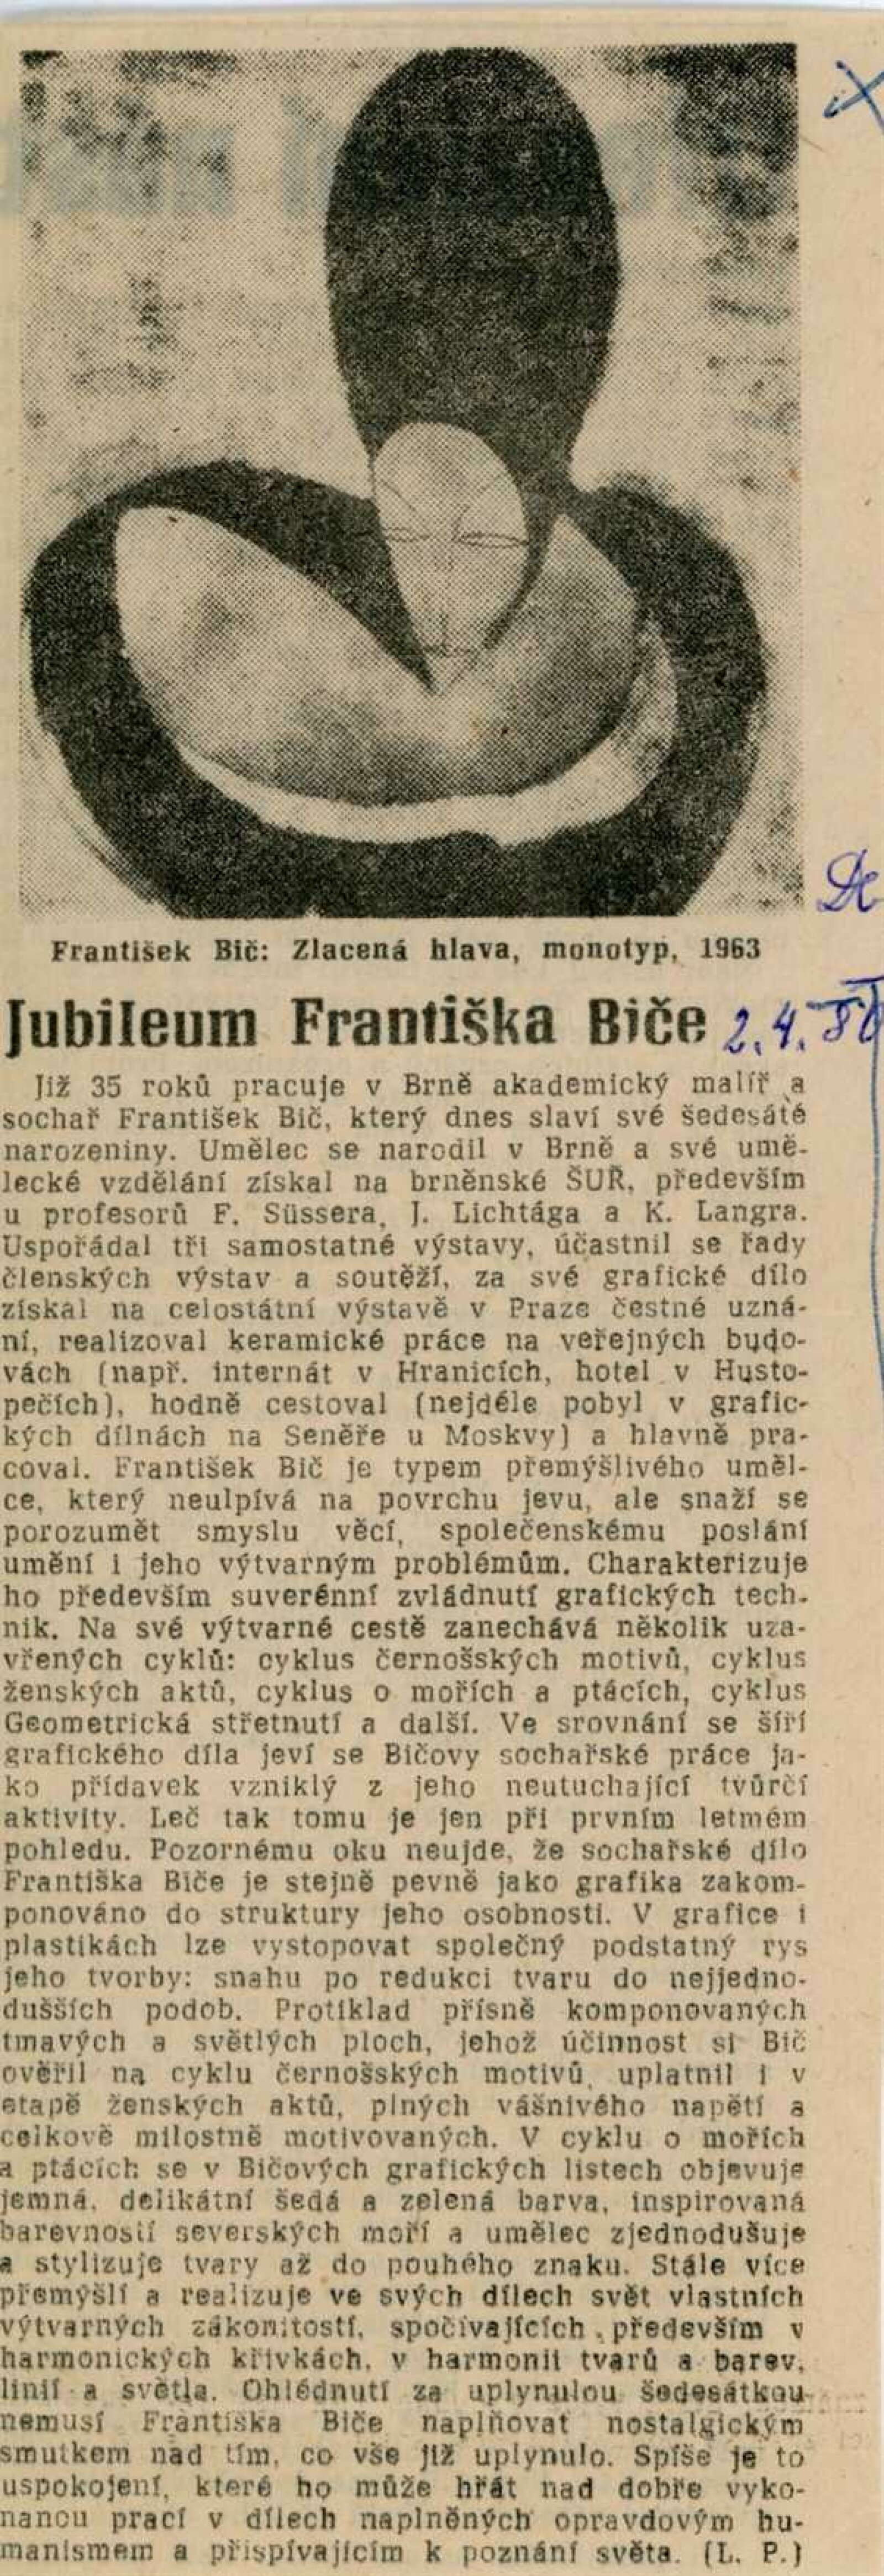 František Bič: Zlacená hlava, monotyp, 1963
Jubileum Františka Biče 2.4.80
Již 35 roků pracuje v Brně akademický malíř a
sochař František Bič, který dnes slaví své šedesáté
narozeniny. Umělec se narodil v Brně a své umě-
lecké vzdělání získal na brněnské ŠUŘ, především
u profesorů F. Süssera, J. Lichtága a K. Langra.
Uspořádal tři samostatné výstavy, účastnil se řady
členských výstav a soutěží, za své grafické dílo
získal na celostátní výstavě v Praze čestné uzná-
ní, realizoval keramické práce na veřejných budo-
vách (např. internát v Hranicích, hotel v Husto-
pečích), hodně cestoval (nejdéle pobyl v grafic-
kých dílnách na Seněře u Moskvy) a hlavně pra-
coval. František Bič je typem přemýšlivého uměl-
ce, který neulpívá na povrchu jevu, ale snaží se
porozumět smyslu věcí, společenskému poslání
umění i jeho výtvarným problémům. Charakterizuje
ho především suverénní zvládnutí grafických tech-
nik. Na své výtvarné cestě zanechává několik uza-
vřených cyklů: cyklus černošských motivů, cyklus
ženských aktů, cyklus o mořích a ptácích, cyklus
Geometrická střetnutí a další. Ve srovnání se šíří
grafického díla jeví se Bičovy sochařské práce ja-
ko přídavek vzniklý z jeho neutuchající tvůrčí
aktivity. Leč tak tomu je jen při prvním letmém
pohledu. Pozornému oku neujde, že sochařské dílo
Františka Biče je stejně pevně jako grafika zakom-
ponováno do struktury jeho osobnosti. V grafice i
plastikách lze vystopovat společný podstatný rys
jeho tvorby: snahu po redukci tvaru do nejjedno-
dušších podob. Protiklad přísně komponovaných
tmavých a světlých ploch, jehož účinnost si Bič
ověřil na cyklu černošských motivů, uplatnil i v
etapě ženských aktů, plných vášnivého napětí a
celkově milostně motivovaných. V cyklu o mořích
a ptácích se v Bičových grafických listech objevuje
jemná, delikátní šedá a zelená barva, inspirovaná
barevností severských moří a umělec zjednodušuje
a stylizuje tvary až do pouhého znaku. Stále více
přemýšlí a realizuje ve svých dílech svět vlastních
výtvarných zákonitostí, spočívajících především v
harmonických křivkách, v harmonii tvarů a barev,
linií a světla. Ohlédnutí za uplynulou šedesátkou
nemusí Františka Biče naplňovat nostalgickým
smutkem nad tím, co vše již uplynulo. Spíše je to
uspokojení, které ho může hřát nad dobře vyko-
nanou prací v dílech naplněných opravdovým hu-
manismem a přispívajícím k poznání světa. (L. P.)